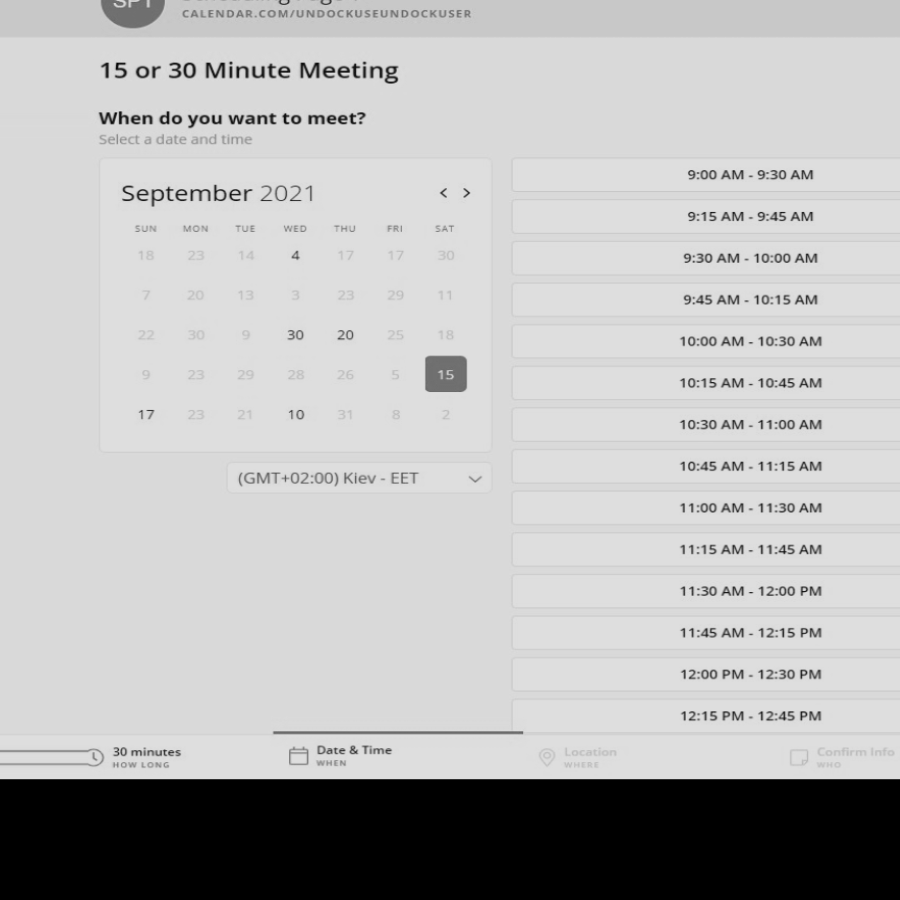 SPT
CALENDAR.COM/UNDOCKUSEUNDOCKUSER
15 or 30 Minute Meeting
When do you want to meet?
Select a date and time
September 2021
< >
SUN MON TUE WED THU FRI SAT
18 23 14 4 17 17 30
7 20 13 3 23 29 11
22 30 9 30 20 25 18
9 23 29 28 26 5 15
17 23 21 10 31 8 2
(GMT+02:00) Kiev - EET
9:00 AM - 9:30 AM
9:15 AM - 9:45 AM
9:30 AM - 10:00 AM
9:45 AM - 10:15 AM
10:00 AM - 10:30 AM
10:15 AM - 10:45 AM
10:30 AM - 11:00 AM
10:45 AM - 11:15 AM
11:00 AM - 11:30 AM
11:15 AM - 11:45 AM
11:30 AM - 12:00 PM
11:45 AM - 12:15 PM
12:00 PM - 12:30 PM
12:15 PM - 12:45 PM
30 minutes
HOW LONG
Date & Time
WHEN
Location
WHERE
Confirm Info
WHO